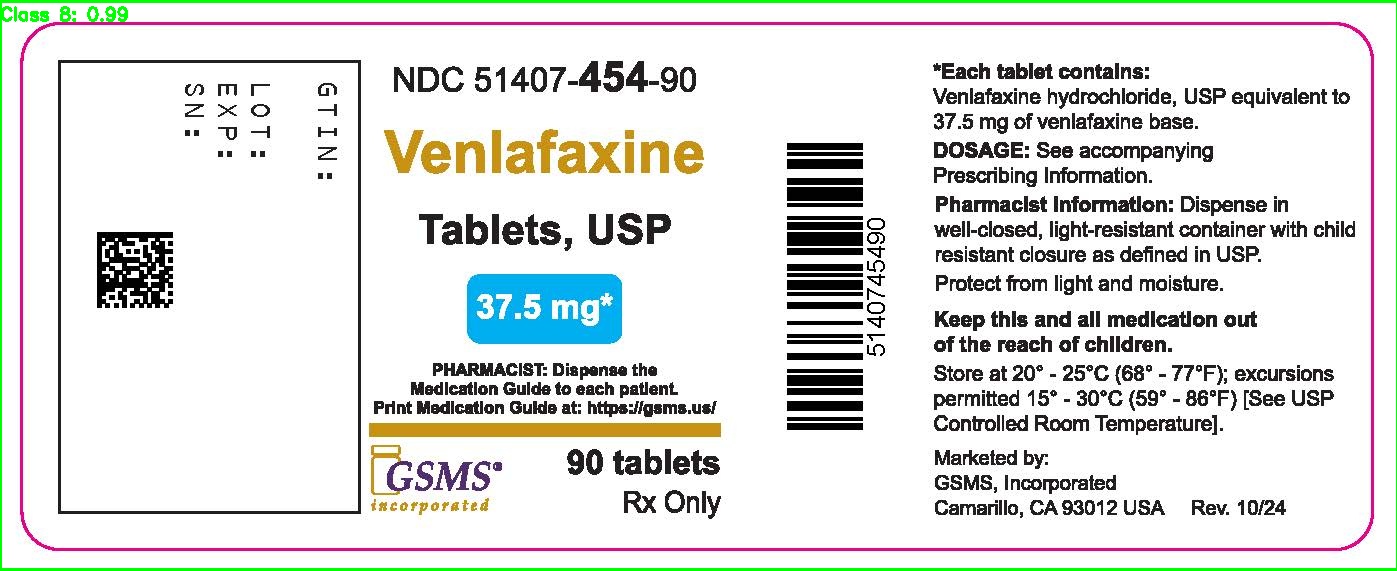 Class 8: 0.99
GTIN:
LOT:
EXP:
SN:
NDC 51407-454-90
Venlafaxine
Tablets, USP
37.5 mg*
PHARMACIST: Dispense the
Medication Guide to each patient.
Print Medication Guide at: https://gsms.us/
GSMS®
incorporated
90 tablets
Rx Only
5140745490
*Each tablet contains:
Venlafaxine hydrochloride, USP equivalent to
37.5 mg of venlafaxine base.
DOSAGE: See accompanying
Prescribing Information.
Pharmacist Information: Dispense in
well-closed, light-resistant container with child
resistant closure as defined in USP.
Protect from light and moisture.
Keep this and all medication out
of the reach of children.
Store at 20° - 25°C (68° - 77°F); excursions
permitted 15° - 30°C (59° - 86°F) [See USP
Controlled Room Temperature].
Marketed by:
GSMS, Incorporated
Camarillo, CA 93012 USA Rev. 10/24